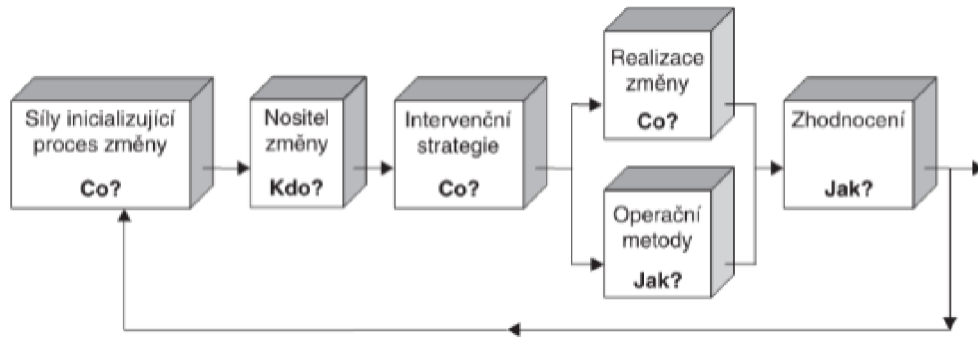 Síly inicializující
proces změny
Co?
Nositel
změny
Kdo?
Intervenční
strategie
Co?
Realizace
změny
Co?
Operační
metody
Jak?
Zhodnocení
Jak?